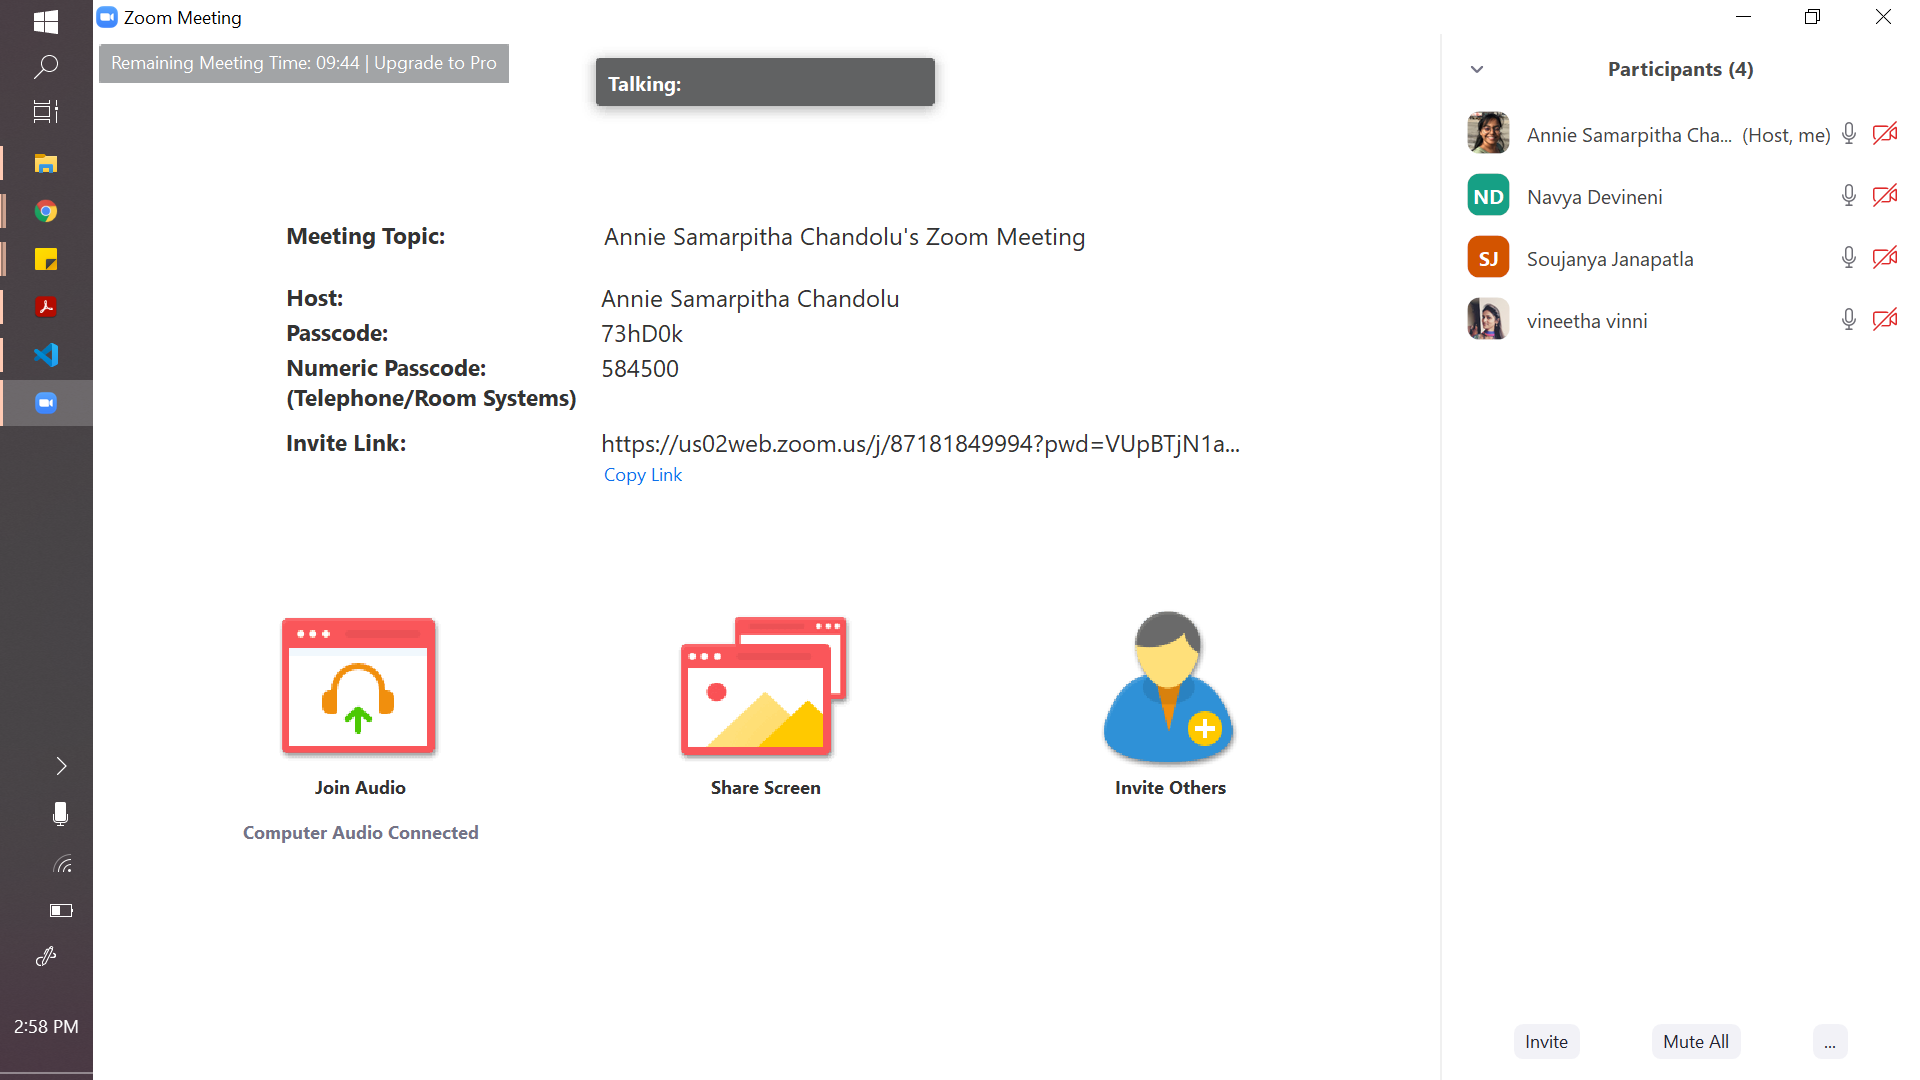 Zoom Meeting
Remaining Meeting Time: 09:44 | Upgrade to Pro
Talking:
Meeting Topic: Annie Samarpitha Chandolu's Zoom Meeting
Host: Annie Samarpitha Chandolu
Passcode: 73hD0k
Numeric Passcode: 584500
(Telephone/Room Systems)
Invite Link: https://us02web.zoom.us/j/87181849994?pwd=VUpBTjN1a...
Copy Link
Join Audio
Computer Audio Connected
Share Screen
Invite Others
Participants (4)
Annie Samarpitha Cha... (Host, me)
ND Navya Devineni
SJ Soujanya Janapatla
vineetha vinni
Invite Mute All ...
2:58 PM